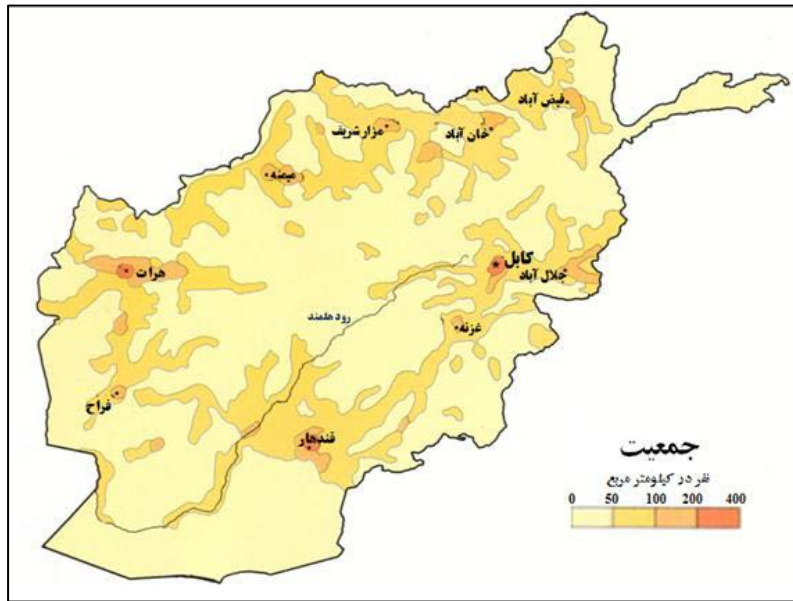 فیض آباد
خان آباد
مزار شریف
میمنه
کابل
جلال آباد
هرات
غزنه
رود هلمند
فراح
قندهار
جمعیت
نفر در کیلومتر مربع
0 50 100 200 400